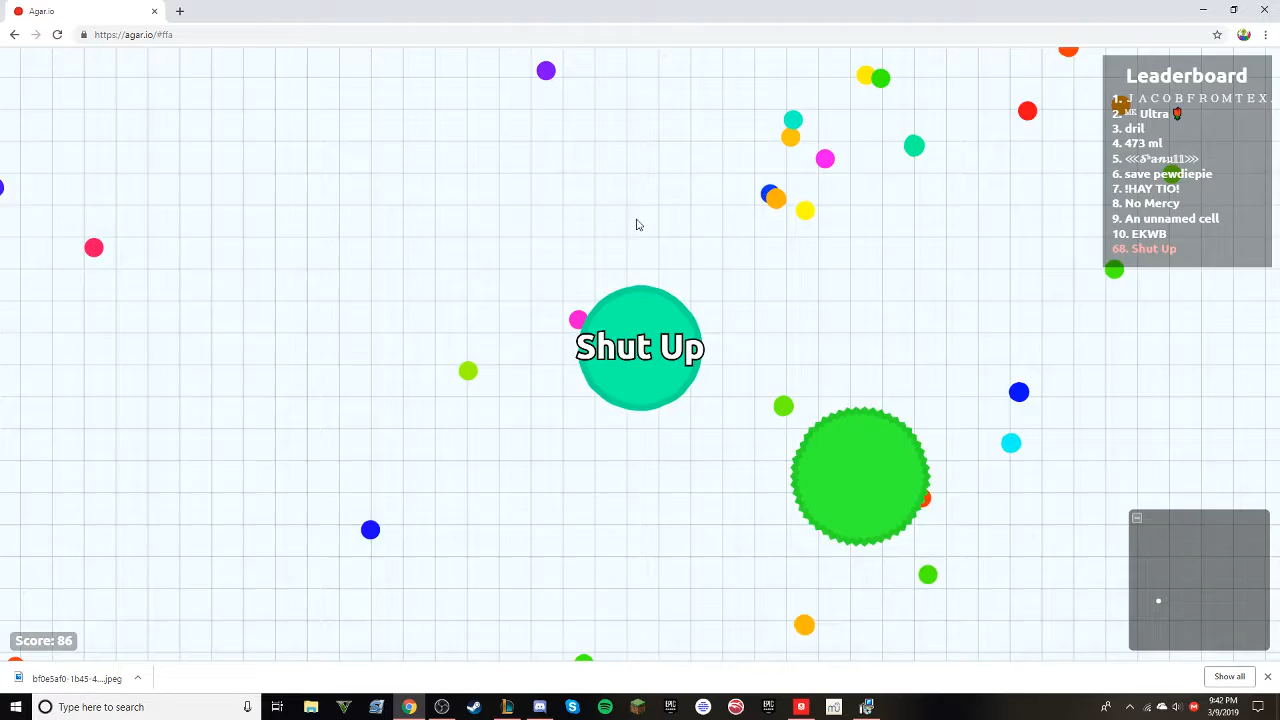 Agar.io
https://agar.io/#ffa
Leaderboard
1. J A C O B F R O M T E X
2. ᴹᴷ Ultra 🌹
3. dril
4. 473 ml
6. save pewdiepie
7. !HAY TIO!
8. No Mercy
9. An unnamed cell
10. EKWB
68. Shut Up
Shut Up
Score: 86
bf0e5af0-1b45-4....jpeg
Show all
Type here to search
9:42 PM
3/9/2019